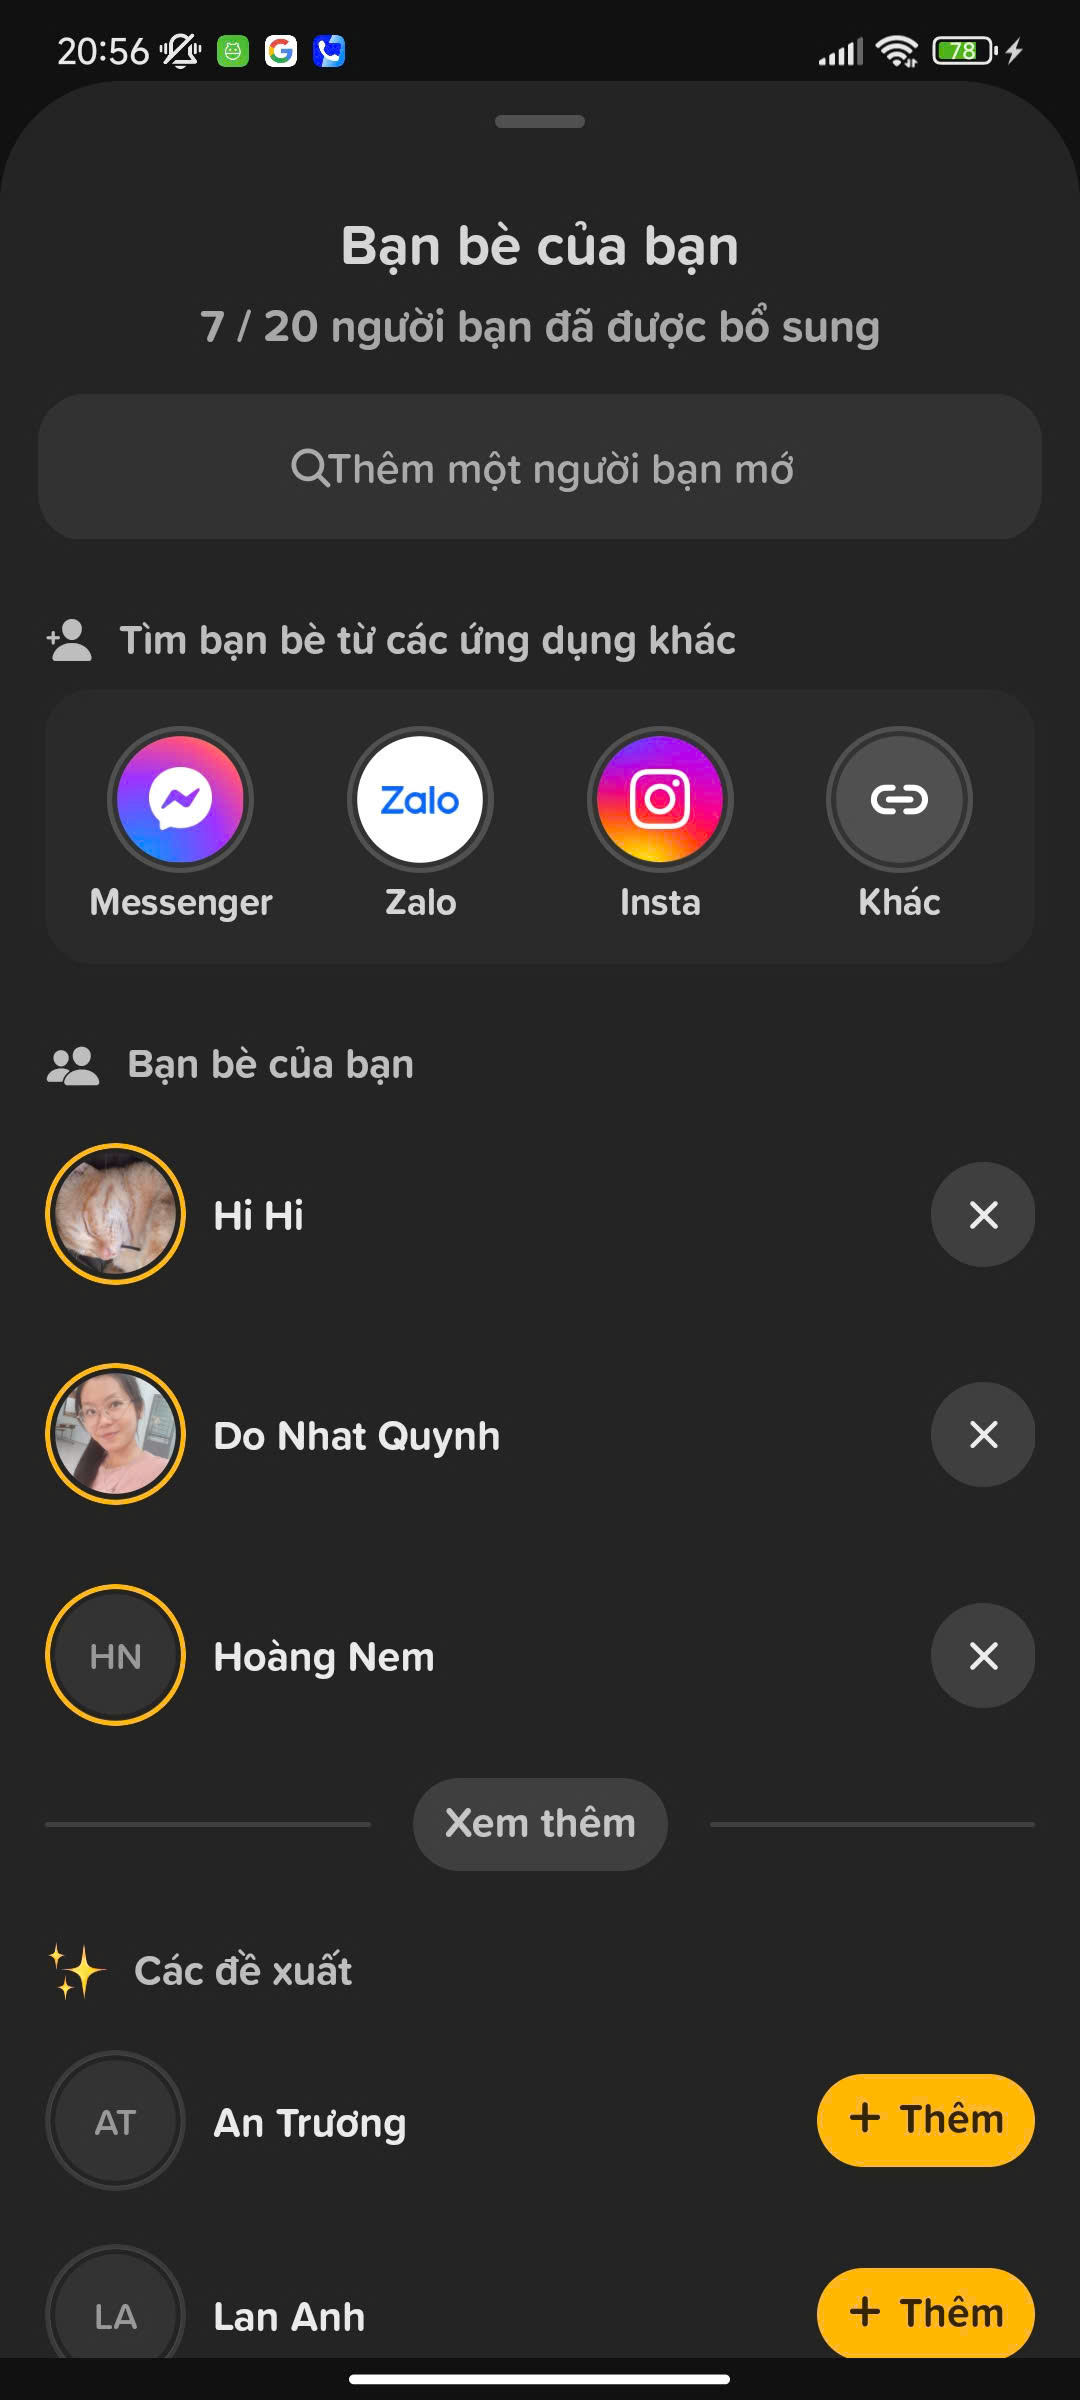 20:56
78
Bạn bè của bạn
7 / 20 người bạn đã được bổ sung
Thêm một người bạn mớ
Tìm bạn bè từ các ứng dụng khác
Zalo
Messenger
Zalo
Insta
Khác
Bạn bè của bạn
Hi Hi
Do Nhat Quynh
HN
Hoàng Nem
Xem thêm
Các đề xuất
AT
An Trương
+ Thêm
LA
Lan Anh
+ Thêm